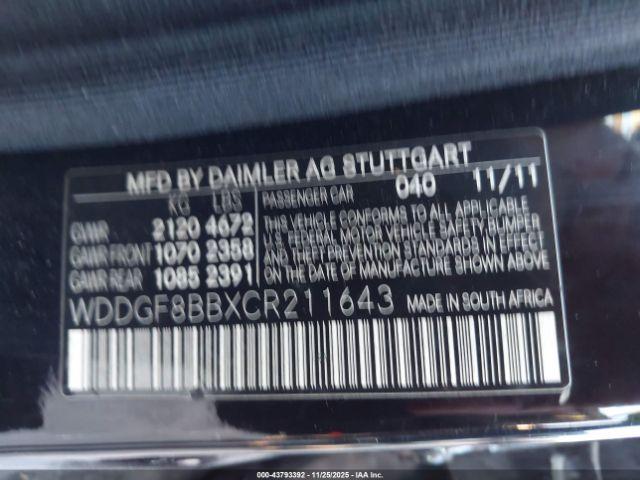 MFD BY DAIMLER AG STUTTGART
KG LBS PASSENGER CAR 040 11/11
GVWR 2120 4672
GAWR FRONT 1070 2358
GAWR REAR 1085 2391
THIS VEHICLE CONFORMS TO ALL APPLICABLE
U.S. FEDERAL MOTOR VEHICLE SAFETY, BUMPER
AND THEFT PREVENTION STANDARDS IN EFFECT
ON THE DATE OF MANUFACTURE SHOWN ABOVE.
WDDGF8BBXCR211643 MADE IN SOUTH AFRICA
000-43793392 - 11/25/2025 - IAAI.COM